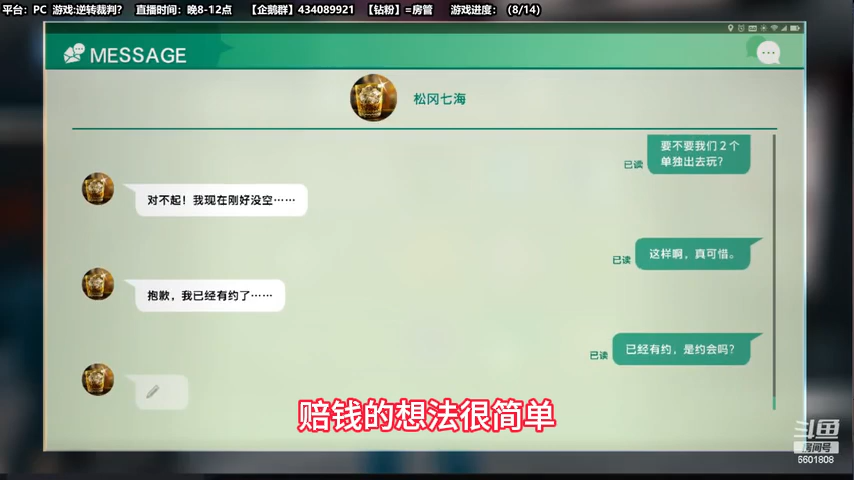 平台：PC 游戏:逆转裁判? 直播时间：晚8-12点 【企鹅群】434089921 【钻粉】=房管 游戏进度：(8/14)
MESSAGE
松冈七海
要不要我们2个
单独出去玩?
已读
对不起！我现在刚好没空……
这样啊，真可惜。
已读
抱歉，我已经有约了……
已经有约，是约会吗?
已读
赔钱的想法很简单
斗鱼
房间号
6601808